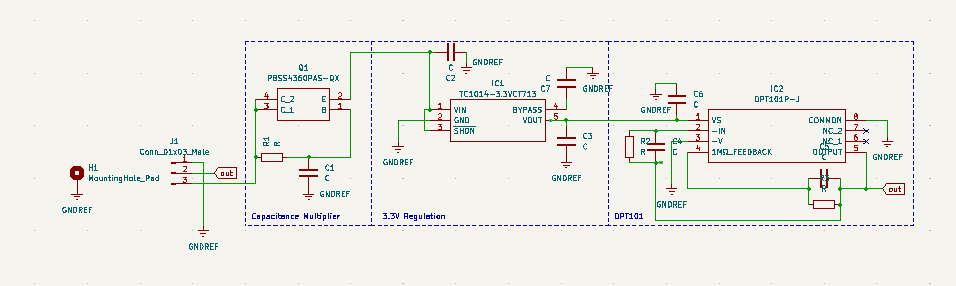 H1
MountingHole_Pad
GNDREF
J1
Conn_01x03_Male
1
2
3
out
GNDREF
Q1
PBSS4360PAS-QX
4
3
C_2
C_1
E
B
2
1
R1
R
C1
C
GNDREF
Capacitance Multiplier
C
C2
GNDREF
IC1
TC1014-3.3VCT713
1
2
3
VIN
GND
SHDN
BYPASS
VOUT
4
5
C
C7
GNDREF
GNDREF
C3
C
GNDREF
3.3V Regulation
GNDREF
C6
C
IC2
OPT101P-J
1
2
3
4
VS
-IN
-V
1MΩ_FEEDBACK
COMMON
NC_2
NC_1
OUTPUT
8
7
6
5
GNDREF
R2
R
C4
C
GNDREF
C
R
out
OPT101